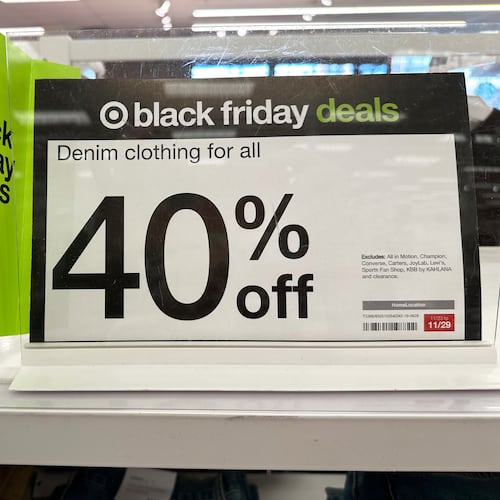 black friday deals
Denim clothing for all
40% off
Excludes: All in Motion, Champion,
Converse, Carters, JoyLab, Levi's,
Sports Fan Shop, KBB by KAHLANA
and clearance.
HomeLocation
11/29